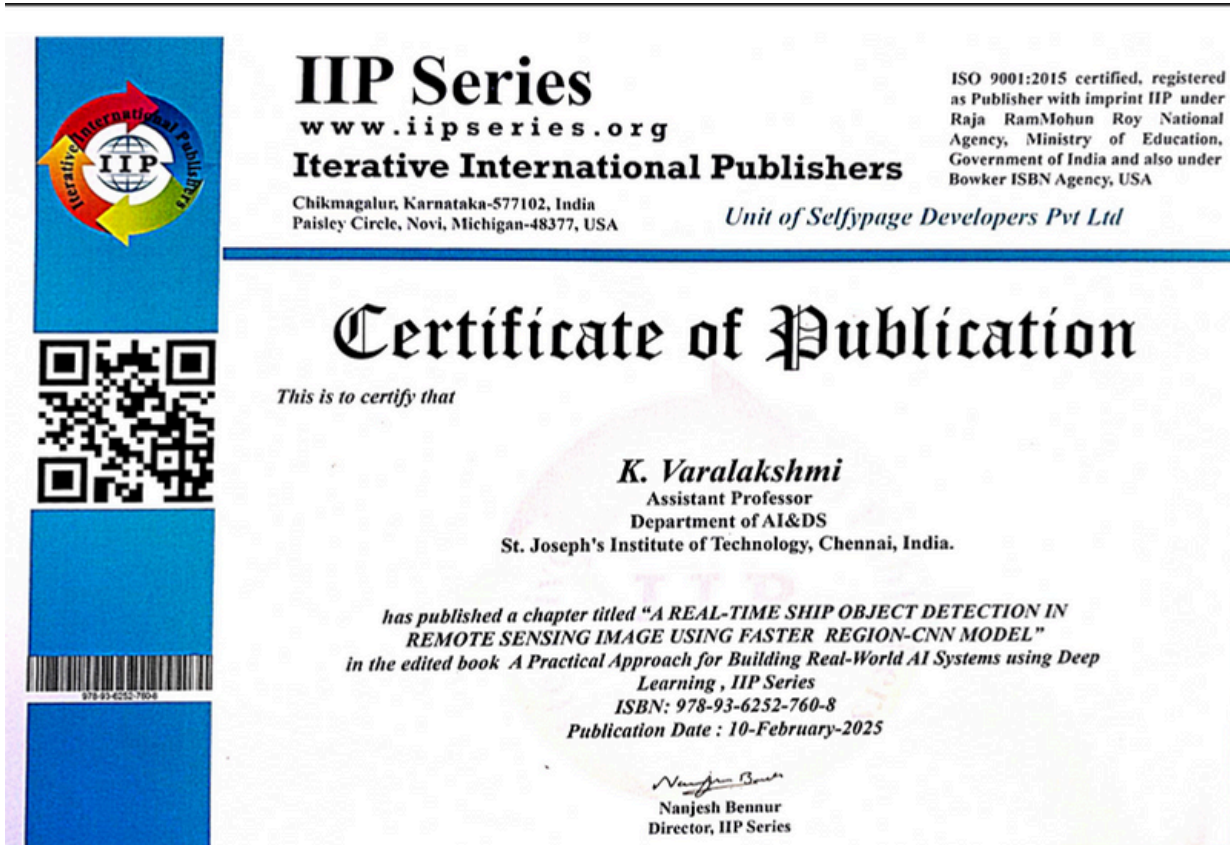 Iterative International Publishers
IIP
IIP Series
www.iipseries.org
Iterative International Publishers
Chikmagalur, Karnataka-577102, India
Paisley Circle, Novi, Michigan-48377, USA
ISO 9001:2015 certified, registered
as Publisher with imprint IIP under
Raja RamMohun Roy National
Agency, Ministry of Education,
Government of India and also under
Bowker ISBN Agency, USA
Unit of Selfypage Developers Pvt Ltd
Certificate of Publication
This is to certify that
K. Varalakshmi
Assistant Professor
Department of AI&DS
St. Joseph's Institute of Technology, Chennai, India.
has published a chapter titled “A REAL-TIME SHIP OBJECT DETECTION IN
REMOTE SENSING IMAGE USING FASTER REGION-CNN MODEL”
in the edited book A Practical Approach for Building Real-World AI Systems using Deep
Learning , IIP Series
ISBN: 978-93-6252-760-8
Publication Date : 10-February-2025
978-93-6252-760-8
IIP
Nanjesh Bennur
Director, IIP Series